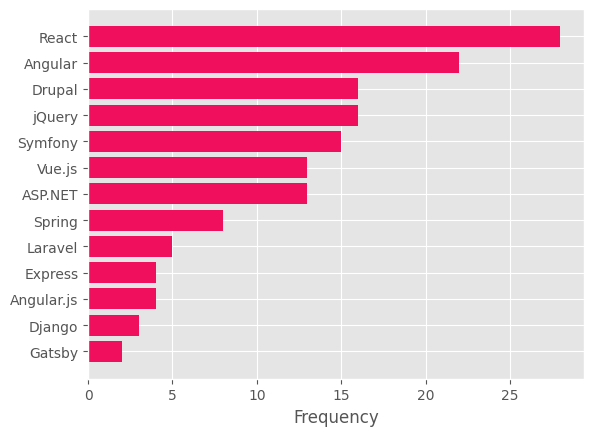 React
Angular
Drupal
jQuery
Symfony
Vue.js
ASP.NET
Spring
Laravel
Express
Angular.js
Django
Gatsby
0 5 10 15 20 25
Frequency